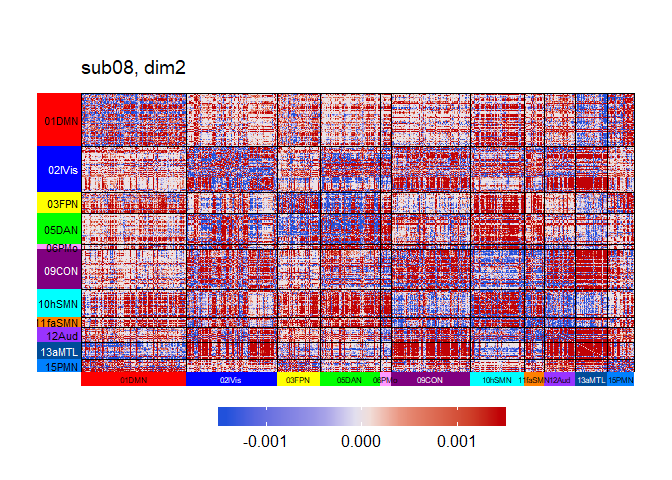 sub08, dim2
01DMN
02lVis
03FPN
05DAN
06PMo
09CON
10hSMN
11faSMN
12Aud
13aMTL
15PMN
01DMN
02lVis
03FPN
05DAN
06PMo
09CON
10hSMN
11faSMN
12Aud
13aMTL
15PMN
-0.001
0.000
0.001